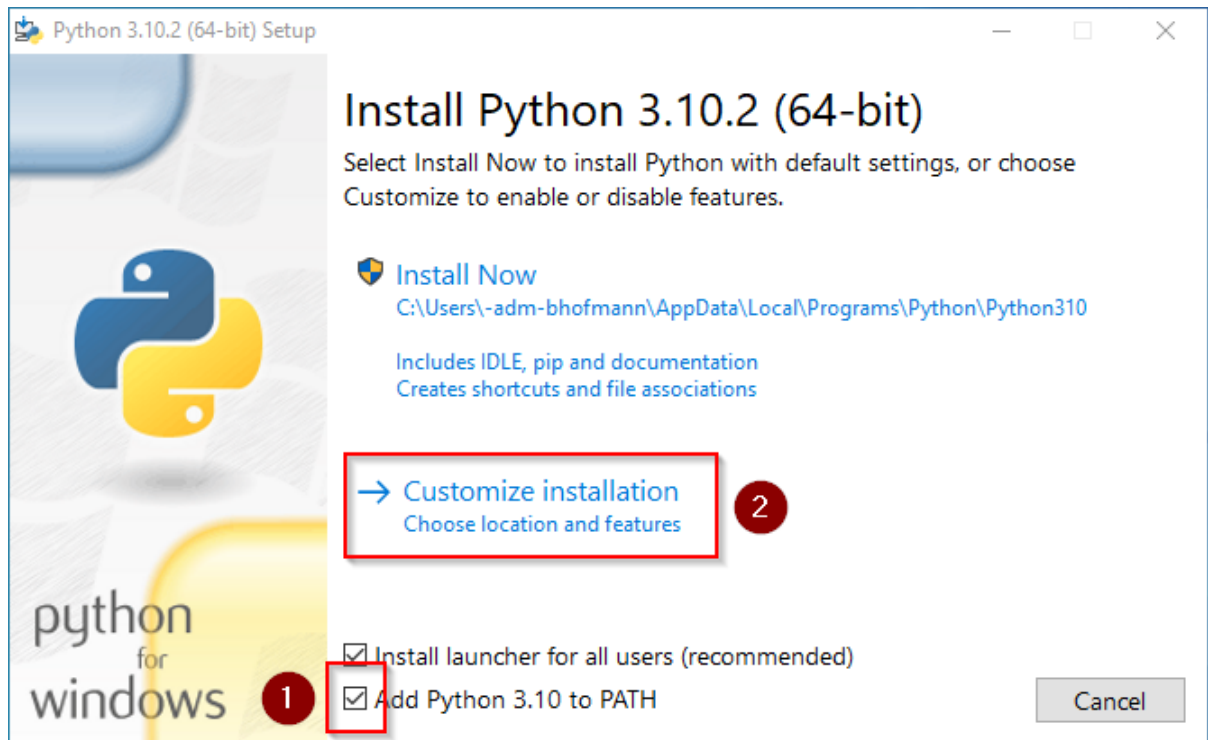 Python 3.10.2 (64-bit) Setup
Install Python 3.10.2 (64-bit)
Select Install Now to install Python with default settings, or choose
Customize to enable or disable features.
Install Now
C:\Users\-adm-bhofmann\AppData\Local\Programs\Python\Python310
Includes IDLE, pip and documentation
Creates shortcuts and file associations
Customize installation
Choose location and features
2
python
for
windows
Install launcher for all users (recommended)
1
Add Python 3.10 to PATH
Cancel